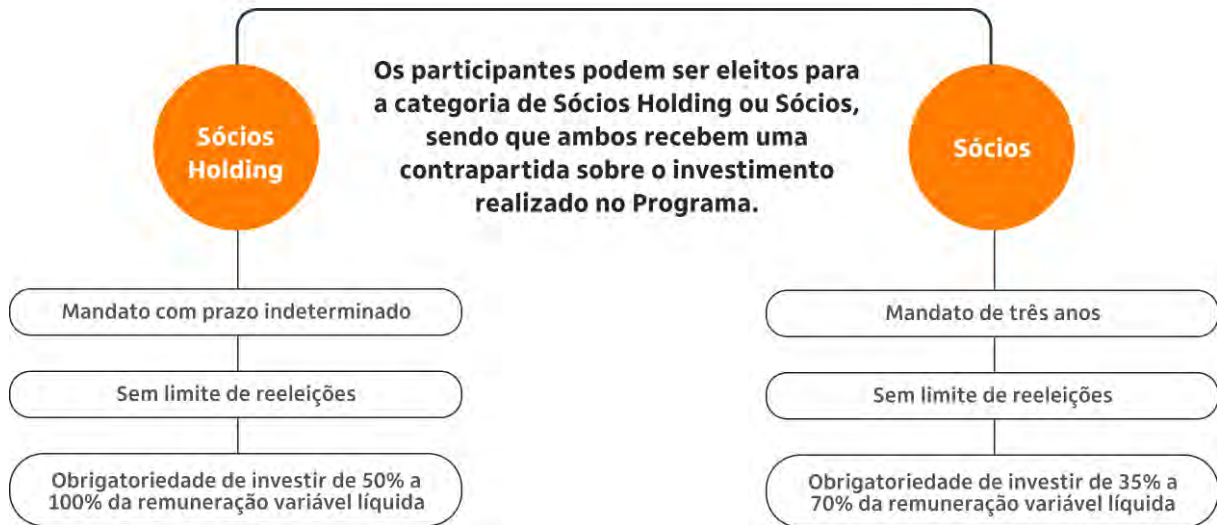 Os participantes podem ser eleitos para
a categoria de Sócios Holding ou Sócios,
sendo que ambos recebem uma
contrapartida sobre o investimento
realizado no Programa.
Sócios
Holding
Mandato com prazo indeterminado
Sem limite de reeleições
Obrigatoriedade de investir de 50% a
100% da remuneração variável líquida
Sócios
Mandato de três anos
Sem limite de reeleições
Obrigatoriedade de investir de 35% a
70% da remuneração variável líquida